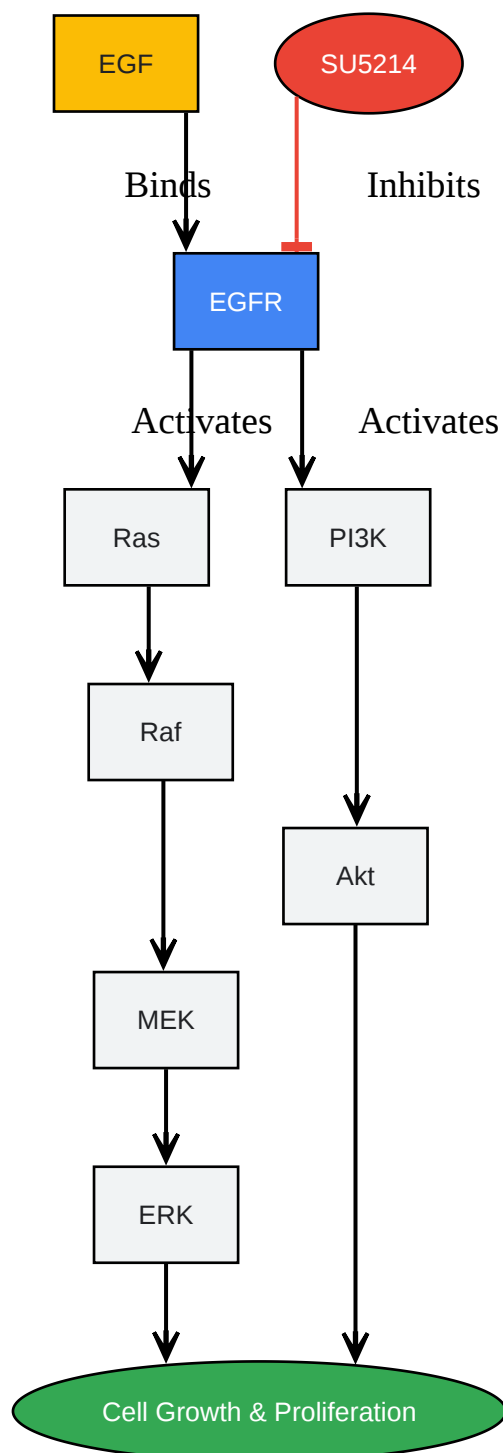 EGF
SU5214
Binds
Inhibits
EGFR
Activates
Activates
Ras
PI3K
Raf
Akt
MEK
ERK
Cell Growth & Proliferation